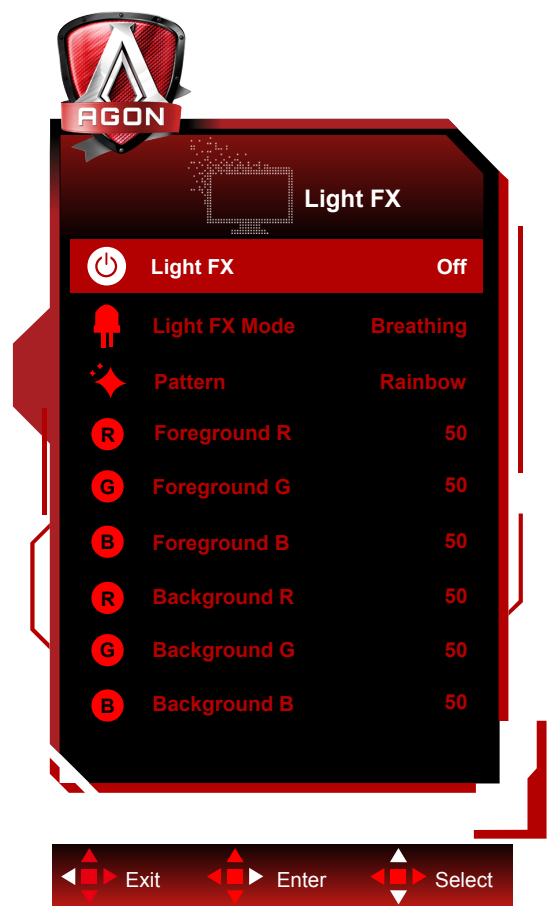 AGON
Light FX
Light FX Off
Light FX Mode Breathing
Pattern Rainbow
R Foreground R 50
G Foreground G 50
B Foreground B 50
R Background R 50
G Background G 50
B Background B 50
Exit Enter Select